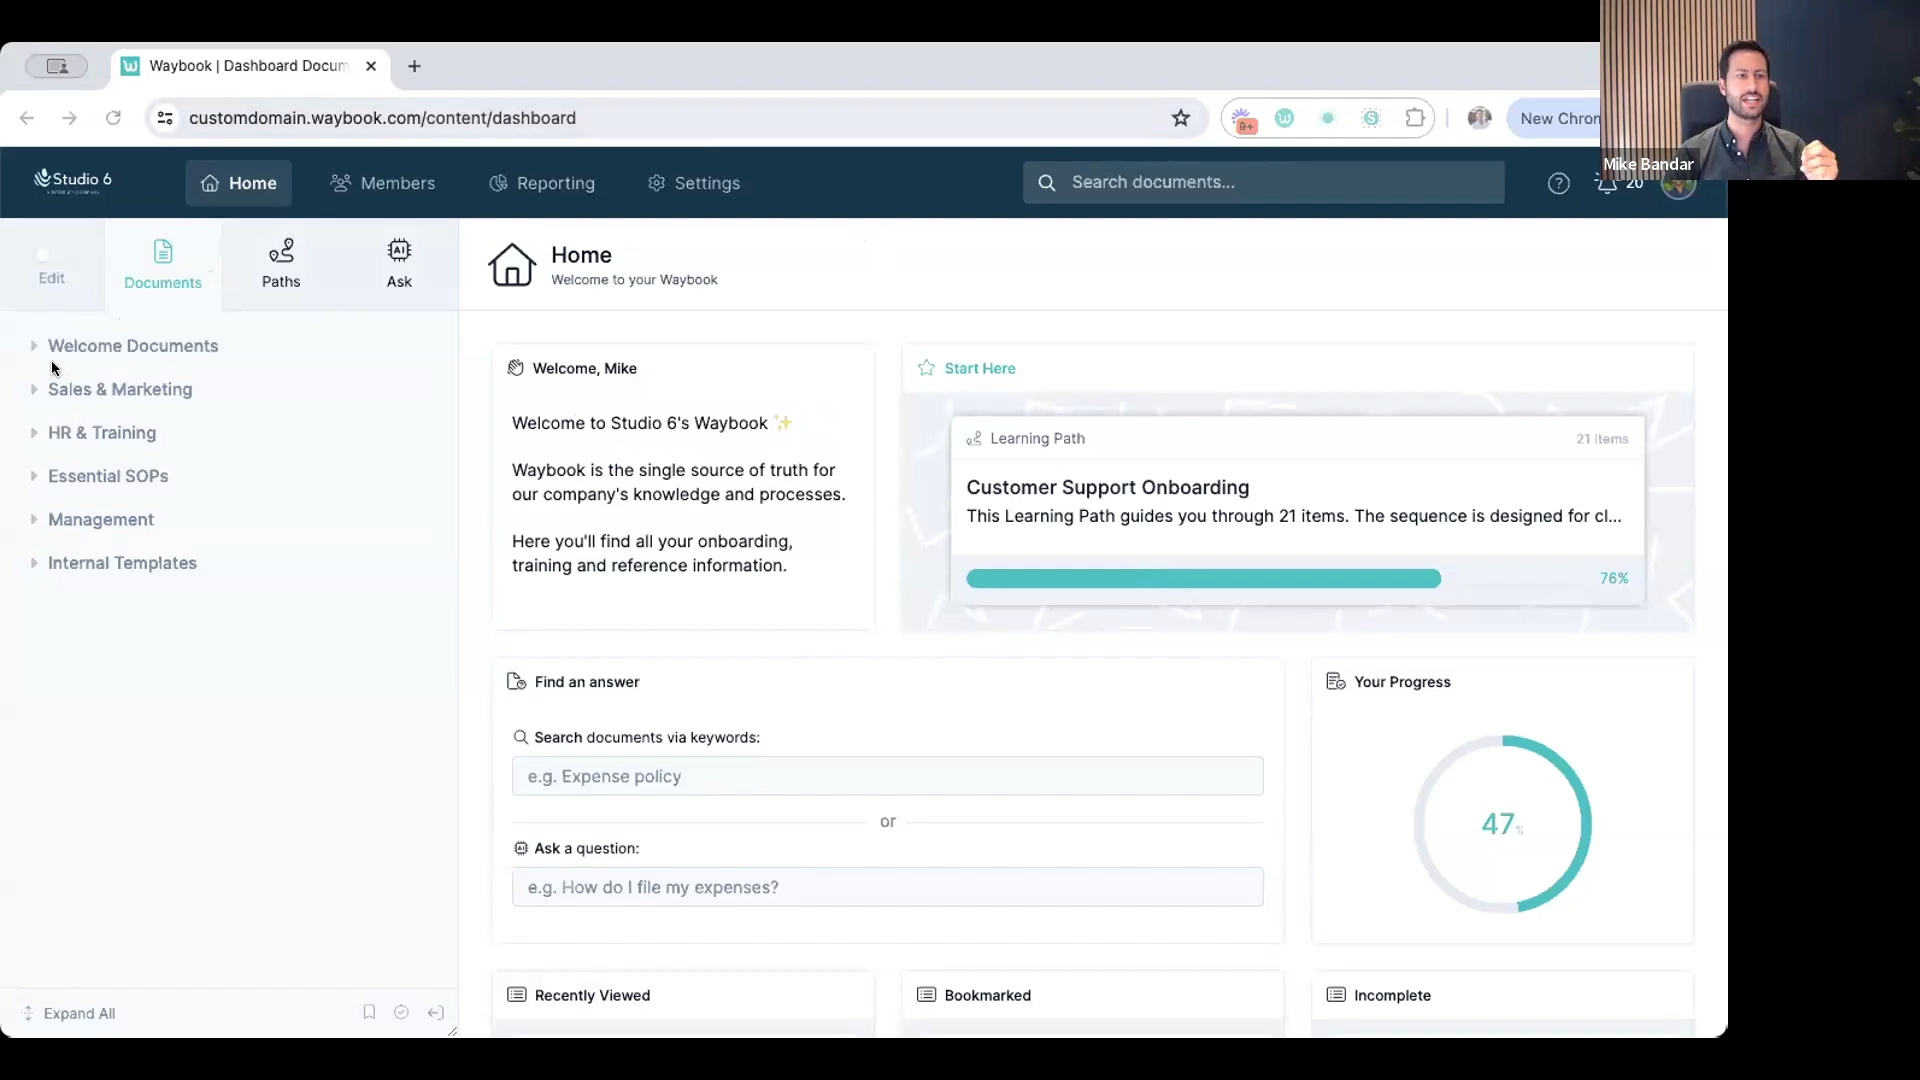 Waybook | Dashboard Docum
customdomain.waybook.com/content/dashboard
9+
New Chron
Mike Bandar
Studio 6
Home
Members
Reporting
Settings
Search documents...
20
Edit
Documents
Paths
AI
Ask
Home
Welcome to your Waybook
Welcome Documents
Sales & Marketing
HR & Training
Essential SOPs
Management
Internal Templates
Welcome, Mike
Welcome to Studio 6's Waybook ✨
Waybook is the single source of truth for
our company's knowledge and processes.
Here you'll find all your onboarding,
training and reference information.
Start Here
Learning Path
21 Items
Customer Support Onboarding
This Learning Path guides you through 21 items. The sequence is designed for cl...
76%
Find an answer
Search documents via keywords:
e.g. Expense policy
or
Ask a question:
e.g. How do I file my expenses?
Your Progress
47%
Recently Viewed
Bookmarked
Incomplete
Expand All